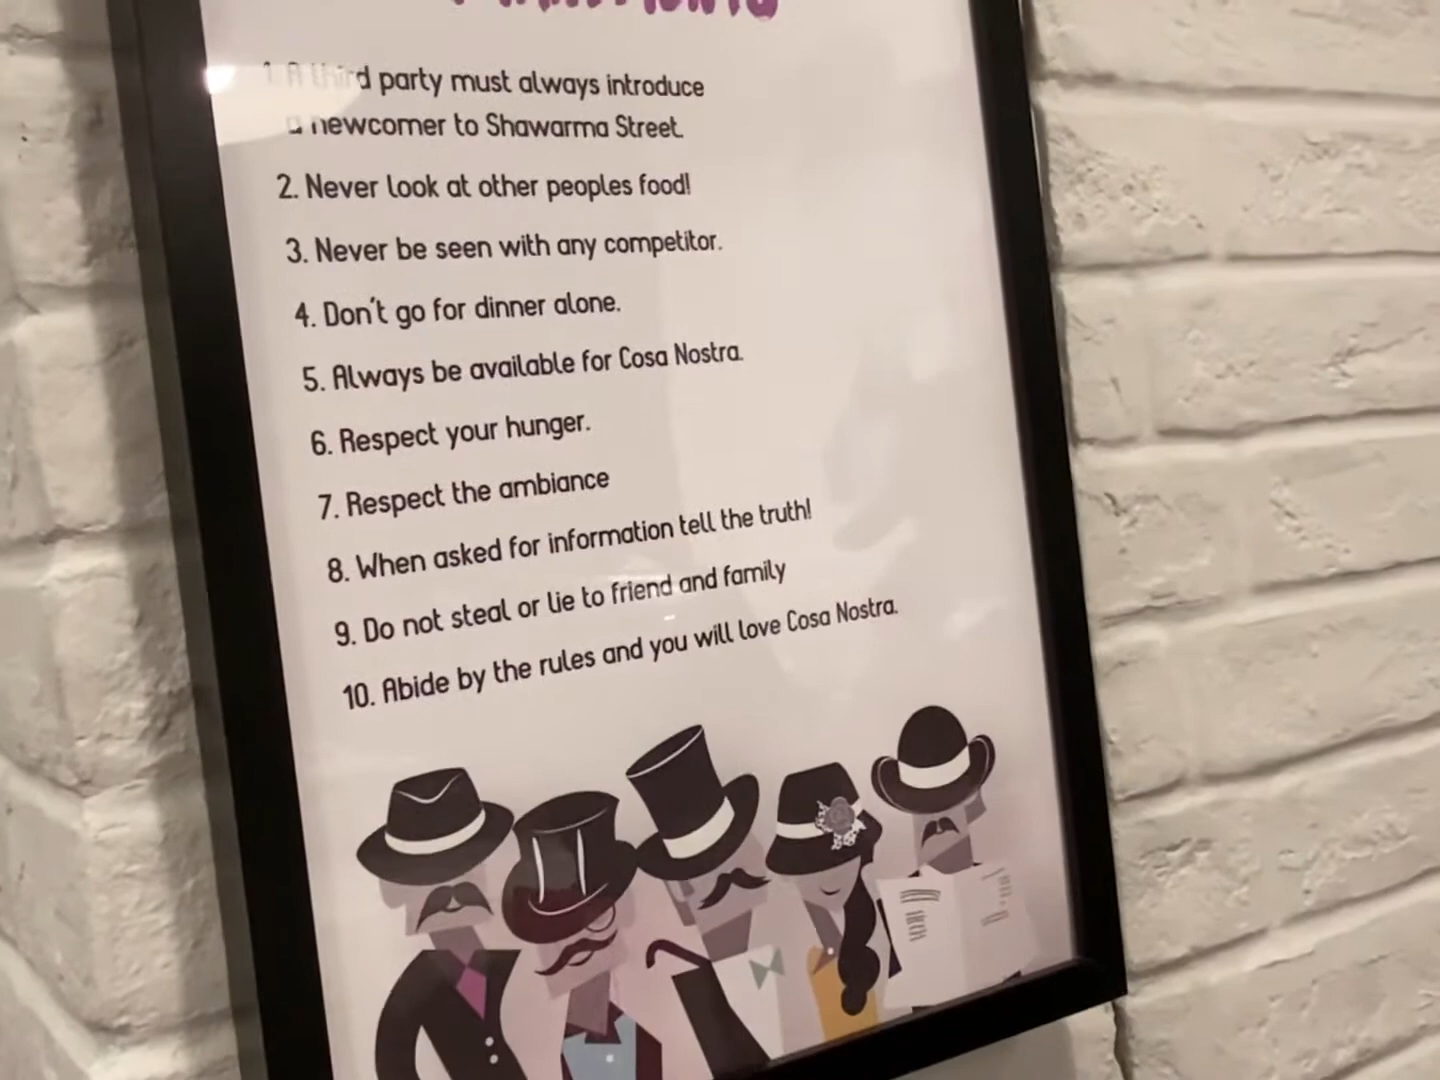 1. A third party must always introduce
a newcomer to Shawarma Street.
2. Never look at other peoples food!
3. Never be seen with any competitor.
4. Don't go for dinner alone.
5. Always be available for Cosa Nostra.
6. Respect your hunger.
7. Respect the ambiance
8. When asked for information tell the truth!
9. Do not steal or lie to friend and family
10. Abide by the rules and you will love Cosa Nostra.